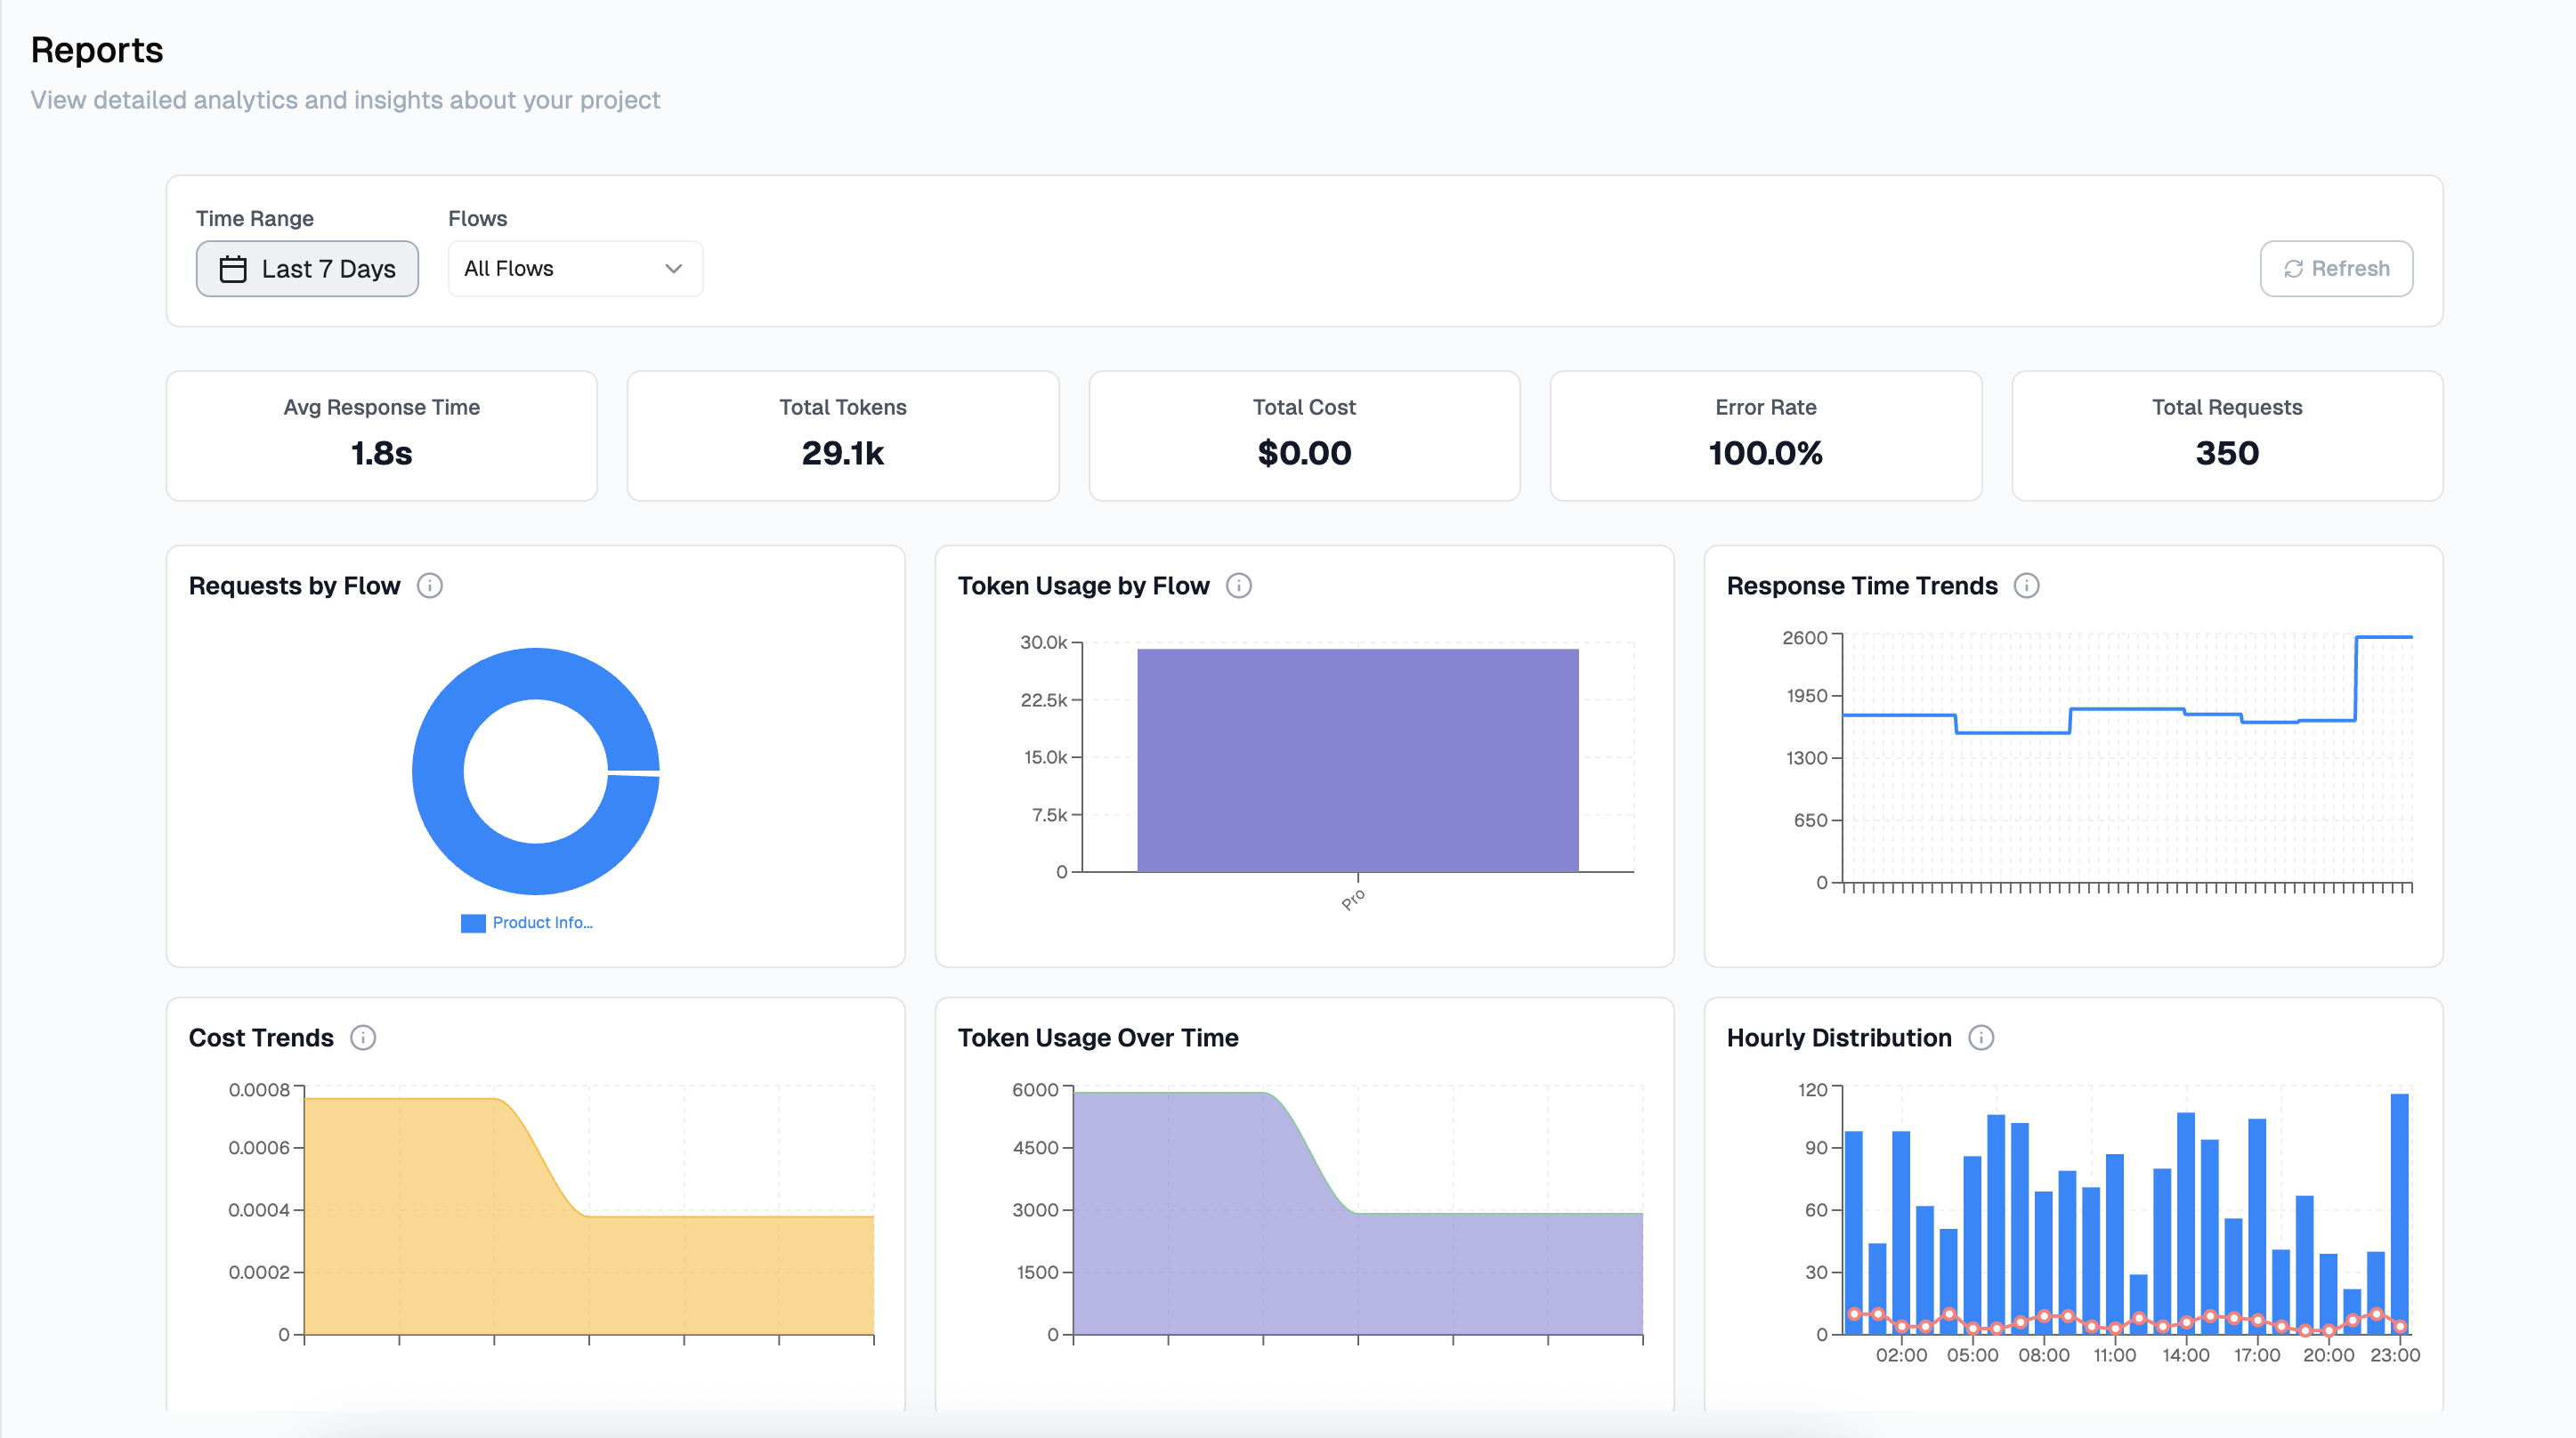 Reports
View detailed analytics and insights about your project
Time Range
Flows
Last 7 Days
All Flows
Refresh
Avg Response Time
1.8s
Total Tokens
29.1k
Total Cost
$0.00
Error Rate
100.0%
Total Requests
350
Requests by Flow
Product Info...
Token Usage by Flow
30.0k
22.5k
15.0k
7.5k
0
Pro
Response Time Trends
2600
1950
1300
650
0
Cost Trends
0.0008
0.0006
0.0004
0.0002
0
Token Usage Over Time
6000
4500
3000
1500
0
Hourly Distribution
120
90
60
30
0
02:00 05:00 08:00 11:00 14:00 17:00 20:00 23:00